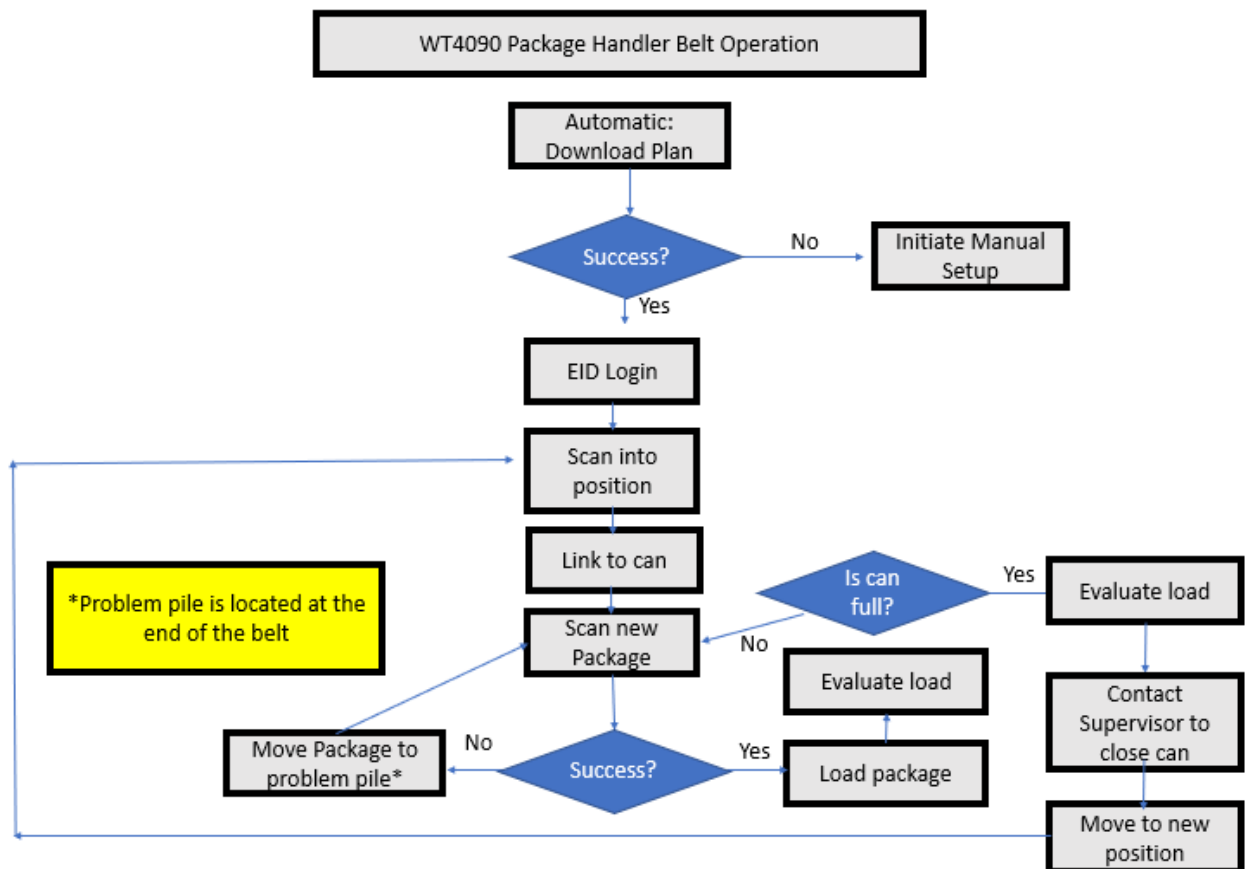 WT4090 Package Handler Belt Operation
Automatic:
Download Plan
Success?
No
Initiate Manual
Setup
Yes
EID Login
Scan into
position
Link to can
Is can
full?
Yes
Evaluate load
*Problem pile is located at the
end of the belt
Scan new
Package
No
Evaluate load
Contact
Supervisor to
close can
Move Package to
problem pile*
No
Success?
Yes
Load package
Move to new
position